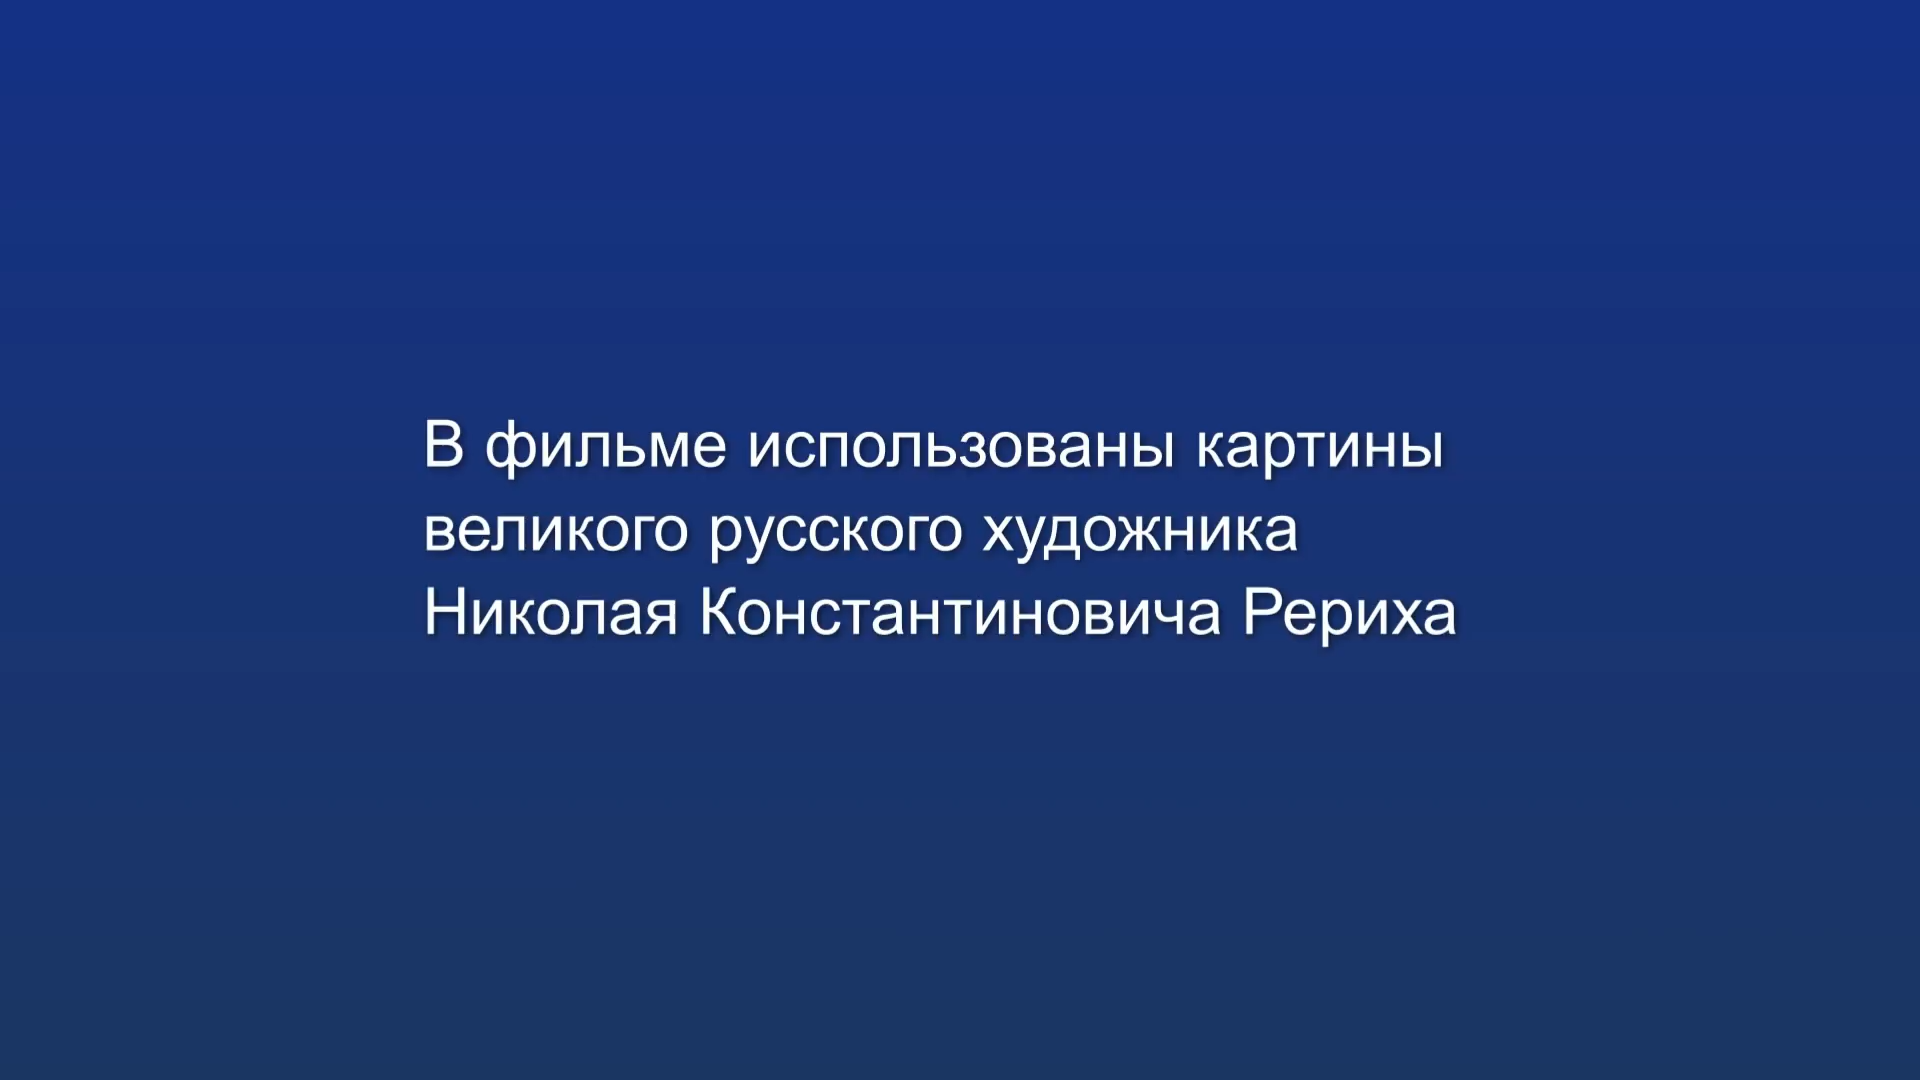 В фильме использованы картины
великого русского художника
Николая Константиновича Рериха